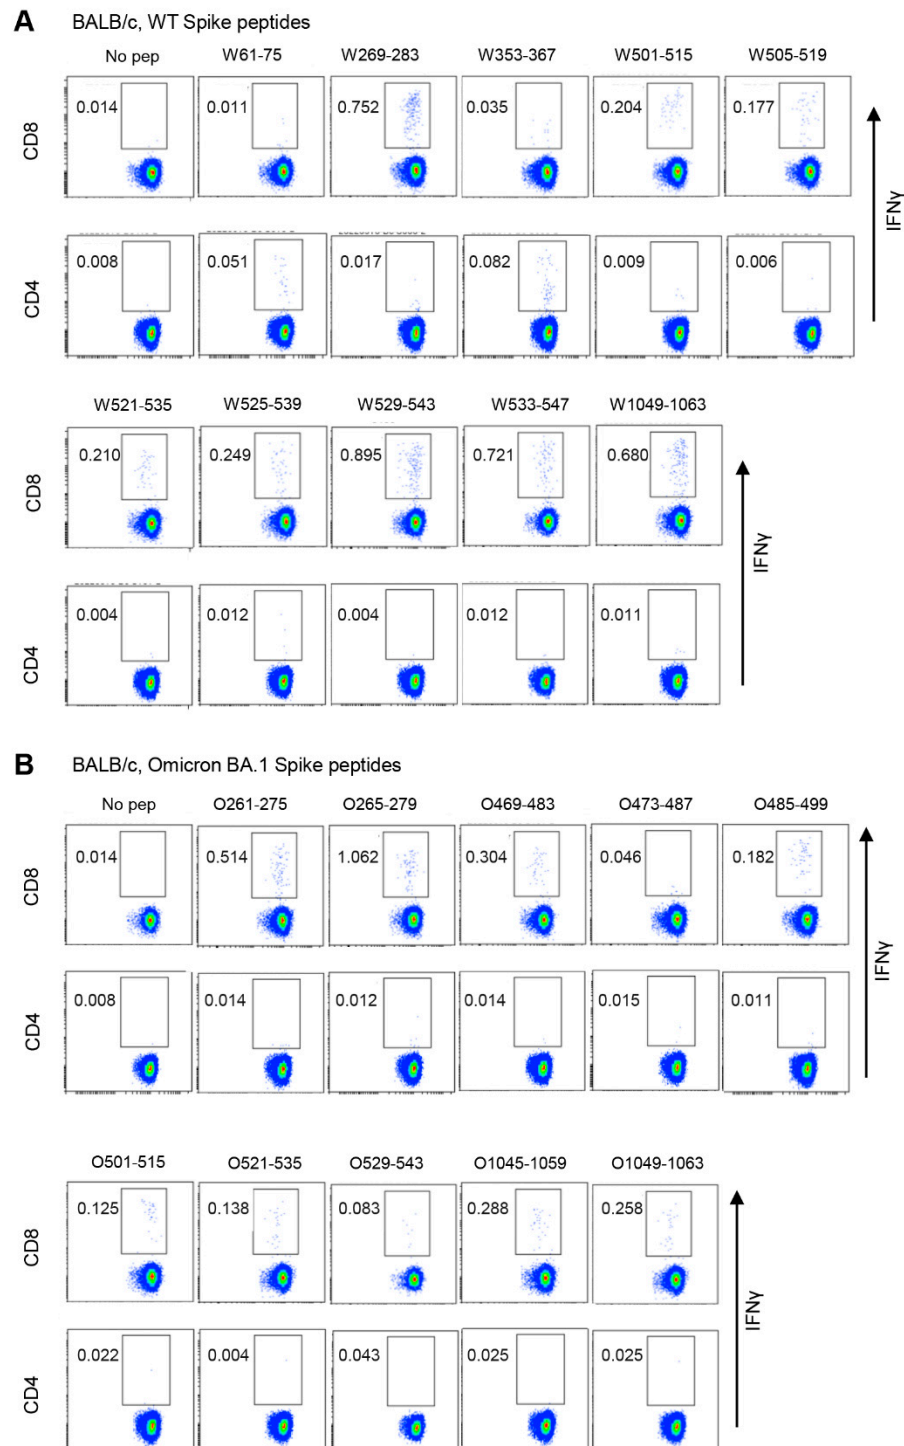 A BALB/c, WT Spike peptides
No pep W61-75 W269-283 W353-367 W501-515 W505-519
CD8 0.014 0.011 0.752 0.035 0.204 0.177
IFNγ
CD4 0.008 0.051 0.017 0.082 0.009 0.006
W521-535 W525-539 W529-543 W533-547 W1049-1063
CD8 0.210 0.249 0.895 0.721 0.680
IFNγ
CD4 0.004 0.012 0.004 0.012 0.011
B BALB/c, Omicron BA.1 Spike peptides
No pep O261-275 O265-279 O469-483 O473-487 O485-499
CD8 0.014 0.514 1.062 0.304 0.046 0.182
IFNγ
CD4 0.008 0.014 0.012 0.014 0.015 0.011
O501-515 O521-535 O529-543 O1045-1059 O1049-1063
CD8 0.125 0.138 0.083 0.288 0.258
IFNγ
CD4 0.022 0.004 0.043 0.025 0.025